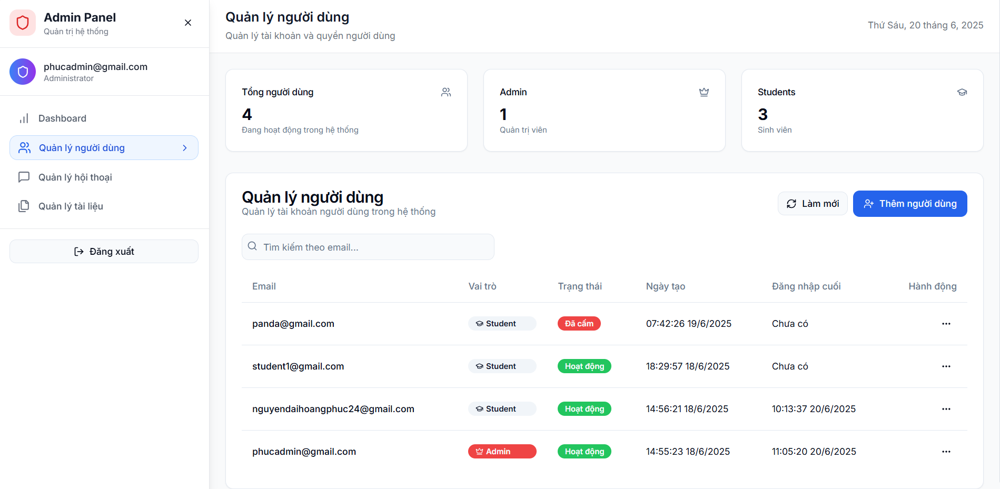 Admin Panel
Quản trị hệ thống
phucadmin@gmail.com
Administrator
Dashboard
Quản lý người dùng
Quản lý hội thoại
Quản lý tài liệu
Đăng xuất
Quản lý người dùng
Quản lý tài khoản và quyền người dùng
Thứ Sáu, 20 tháng 6, 2025
Tổng người dùng
4
Đang hoạt động trong hệ thống
Admin
1
Quản trị viên
Students
3
Sinh viên
Quản lý người dùng
Quản lý tài khoản người dùng trong hệ thống
Làm mới
Thêm người dùng
Tìm kiếm theo email...
Email Vai trò Trạng thái Ngày tạo Đăng nhập cuối Hành động
panda@gmail.com Student Đã cấm 07:42:26 19/6/2025 Chưa có
student1@gmail.com Student Hoạt động 18:29:57 18/6/2025 Chưa có
nguyendaihoangphuc24@gmail.com Student Hoạt động 14:56:21 18/6/2025 10:13:37 20/6/2025
phucadmin@gmail.com Admin Hoạt động 14:55:23 18/6/2025 11:05:20 20/6/2025